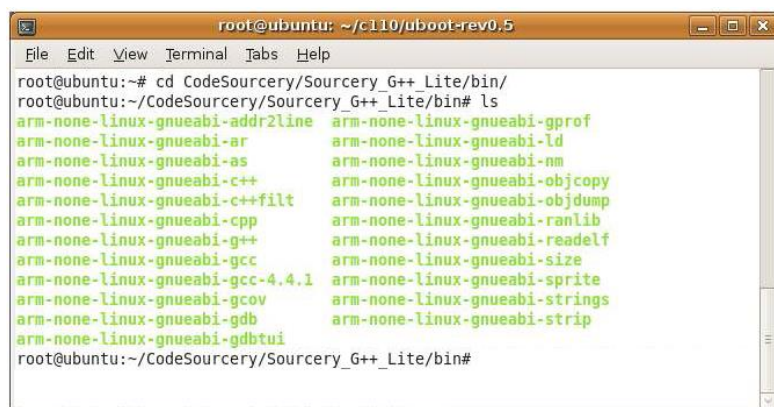 root@ubuntu: ~/c110/uboot-rev0.5
File Edit View Terminal Tabs Help
root@ubuntu:~# cd CodeSourcery/Sourcery_G++_Lite/bin/
root@ubuntu:~/CodeSourcery/Sourcery_G++_Lite/bin# ls
arm-none-linux-gnueabi-addr2line arm-none-linux-gnueabi-gprof
arm-none-linux-gnueabi-ar arm-none-linux-gnueabi-ld
arm-none-linux-gnueabi-as arm-none-linux-gnueabi-nm
arm-none-linux-gnueabi-c++ arm-none-linux-gnueabi-objcopy
arm-none-linux-gnueabi-c++filt arm-none-linux-gnueabi-objdump
arm-none-linux-gnueabi-cpp arm-none-linux-gnueabi-ranlib
arm-none-linux-gnueabi-g++ arm-none-linux-gnueabi-readelf
arm-none-linux-gnueabi-gcc arm-none-linux-gnueabi-size
arm-none-linux-gnueabi-gcc-4.4.1 arm-none-linux-gnueabi-sprite
arm-none-linux-gnueabi-gcov arm-none-linux-gnueabi-strings
arm-none-linux-gnueabi-gdb arm-none-linux-gnueabi-strip
arm-none-linux-gnueabi-gdbtui
root@ubuntu:~/CodeSourcery/Sourcery_G++_Lite/bin#